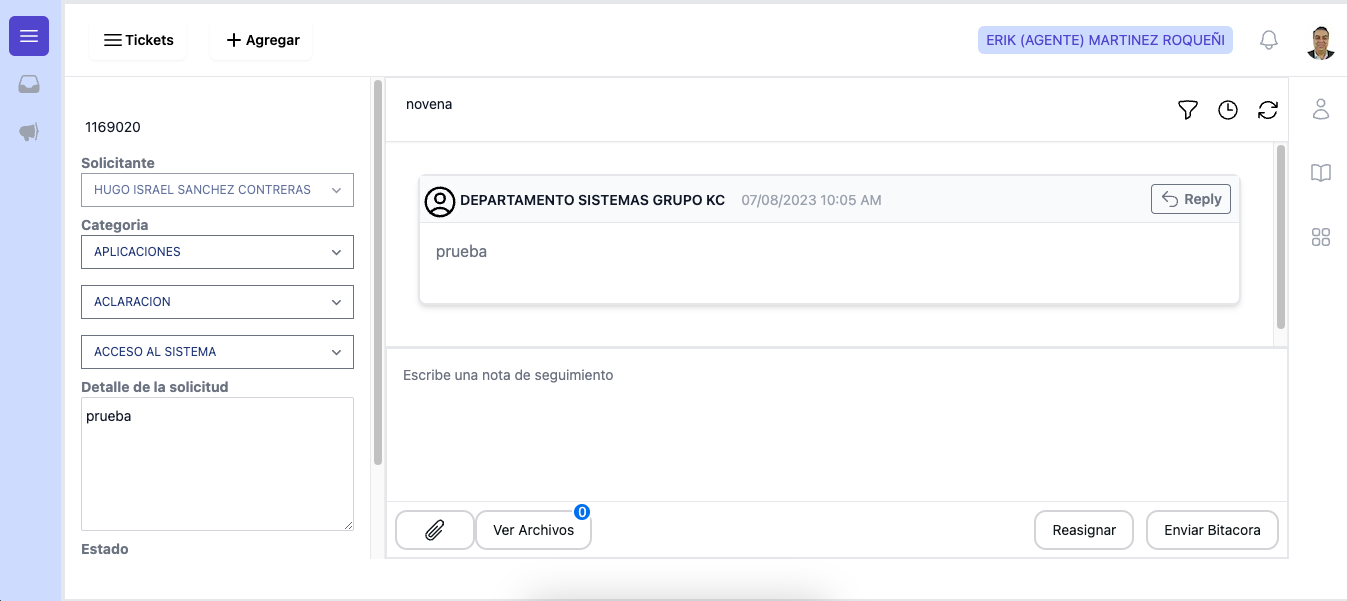 Tickets
Agregar
ERIK (AGENTE) MARTINEZ ROQUEÑI
1169020
Solicitante
HUGO ISRAEL SANCHEZ CONTRERAS
Categoria
APLICACIONES
ACLARACION
ACCESO AL SISTEMA
Detalle de la solicitud
prueba
Estado
novena
DEPARTAMENTO SISTEMAS GRUPO KC 07/08/2023 10:05 AM
Reply
prueba
Escribe una nota de seguimiento
Ver Archivos
0
Reasignar
Enviar Bitacora